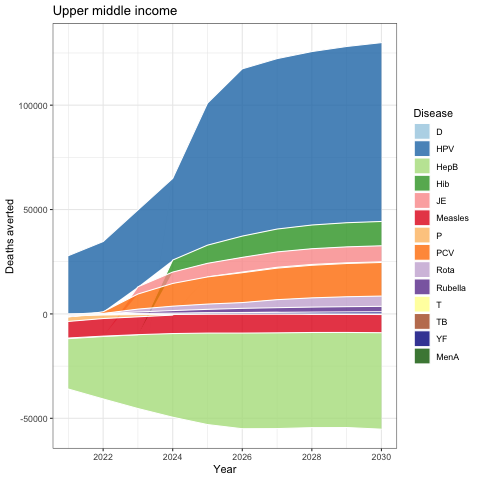 Upper middle income
Deaths averted
100000
50000
0
-50000
2022
2024
2026
2028
2030
Year
Disease
D
HPV
HepB
Hib
JE
Measles
P
PCV
Rota
Rubella
T
TB
YF
MenA